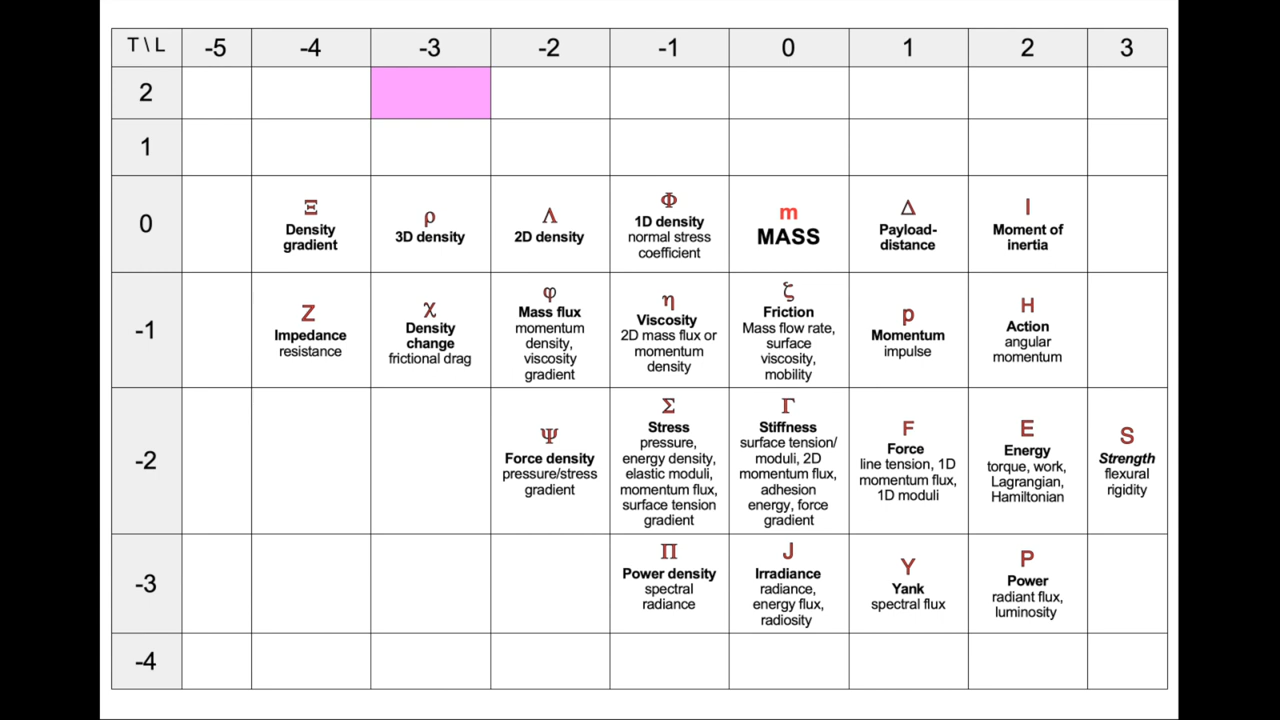 T \ L -5 -4 -3 -2 -1 0 1 2 3
2
1
0
Ξ
Density
gradient
ρ
3D density
Λ
2D density
Φ
1D density
normal stress
coefficient
m
MASS
Δ
Payload-
distance
I
Moment of
inertia
-1
Z
Impedance
resistance
χ
Density
change
frictional drag
φ
Mass flux
momentum
density,
viscosity
gradient
η
Viscosity
2D mass flux or
momentum
density
ζ
Friction
Mass flow rate,
surface
viscosity,
mobility
p
Momentum
impulse
H
Action
angular
momentum
-2
Ψ
Force density
pressure/stress
gradient
Σ
Stress
pressure,
energy density,
elastic moduli,
momentum flux,
surface tension
gradient
Γ
Stiffness
surface tension/
moduli, 2D
momentum flux,
adhesion
energy, force
gradient
F
Force
line tension, 1D
momentum flux,
1D moduli
E
Energy
torque, work,
Lagrangian,
Hamiltonian
S
Strength
flexural
rigidity
-3
Π
Power density
spectral
radiance
J
Irradiance
radiance,
energy flux,
radiosity
Y
Yank
spectral flux
P
Power
radiant flux,
luminosity
-4